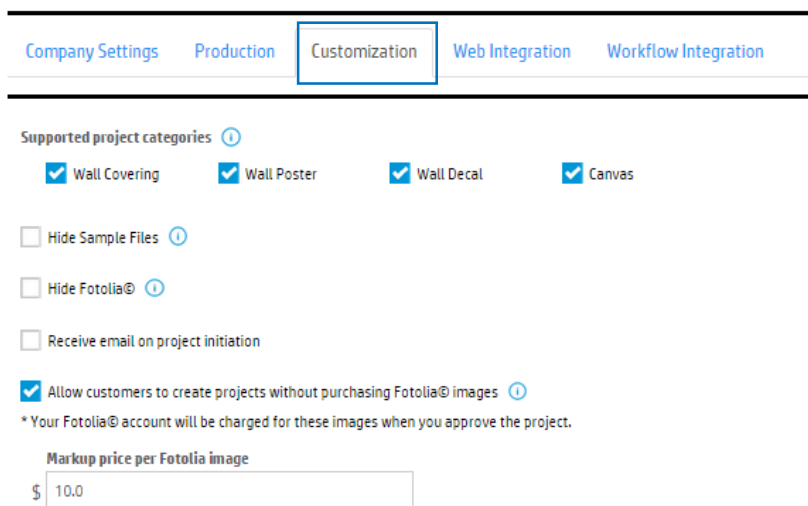 Company Settings Production Customization Web Integration Workflow Integration
Supported project categories
Wall Covering Wall Poster Wall Decal Canvas
Hide Sample Files
Hide Fotolia©
Receive email on project initiation
Allow customers to create projects without purchasing Fotolia© images
* Your Fotolia© account will be charged for these images when you approve the project.
Markup price per Fotolia image
$ 10.0